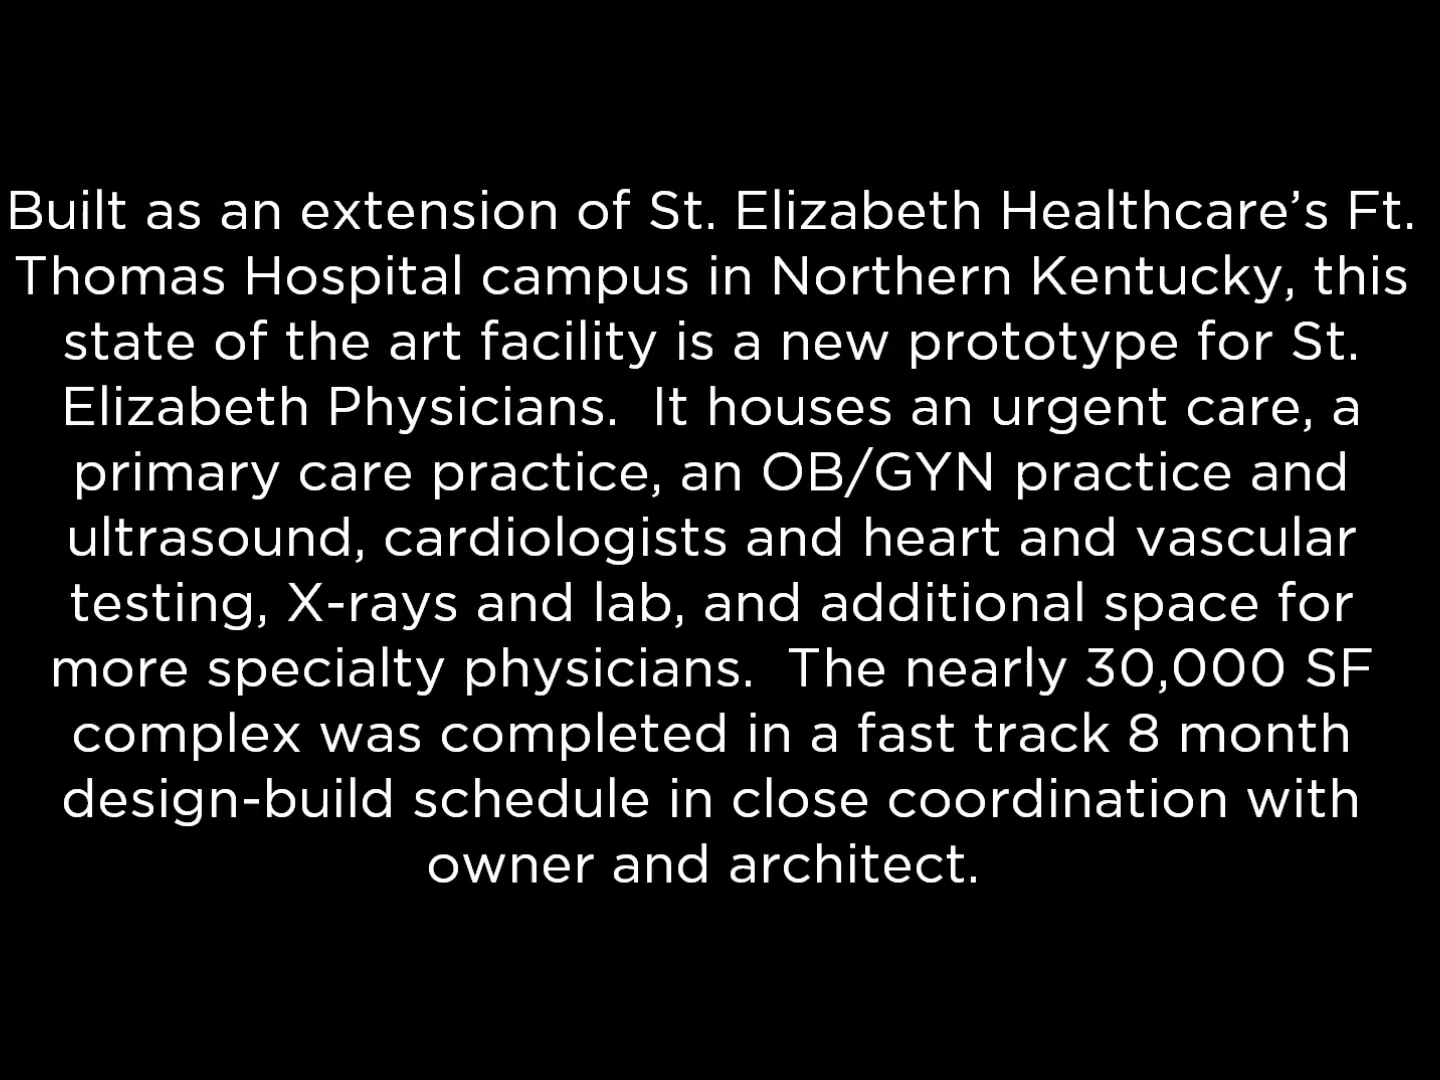 Built as an extension of St. Elizabeth Healthcare’s Ft.
Thomas Hospital campus in Northern Kentucky, this
state of the art facility is a new prototype for St.
Elizabeth Physicians.  It houses an urgent care, a
primary care practice, an OB/GYN practice and
ultrasound, cardiologists and heart and vascular
testing, X-rays and lab, and additional space for
more specialty physicians.  The nearly 30,000 SF
complex was completed in a fast track 8 month
design-build schedule in close coordination with
owner and architect.